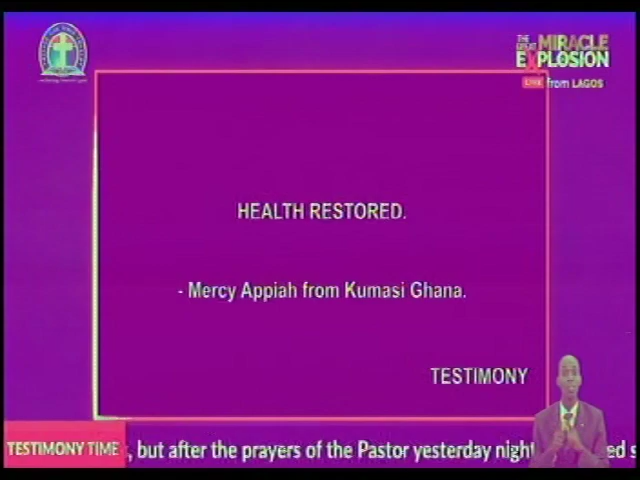 THE GREAT MIRACLE
EXPLOSION
LIVE from LAGOS
HEALTH RESTORED.
- Mercy Appiah from Kumasi Ghana.
TESTIMONY
TESTIMONY TIME , but after the prayers of the Pastor yesterday night